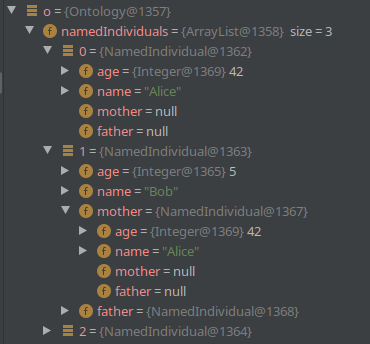 o = {Ontology@1357}
f namedIndividuals = {ArrayList@1358} size = 3
0 = {NamedIndividual@1362}
f age = {Integer@1369} 42
f name = "Alice"
f mother = null
f father = null
1 = {NamedIndividual@1363}
f age = {Integer@1365} 5
f name = "Bob"
f mother = {NamedIndividual@1367}
f age = {Integer@1369} 42
f name = "Alice"
f mother = null
f father = null
f father = {NamedIndividual@1368}
2 = {NamedIndividual@1364}